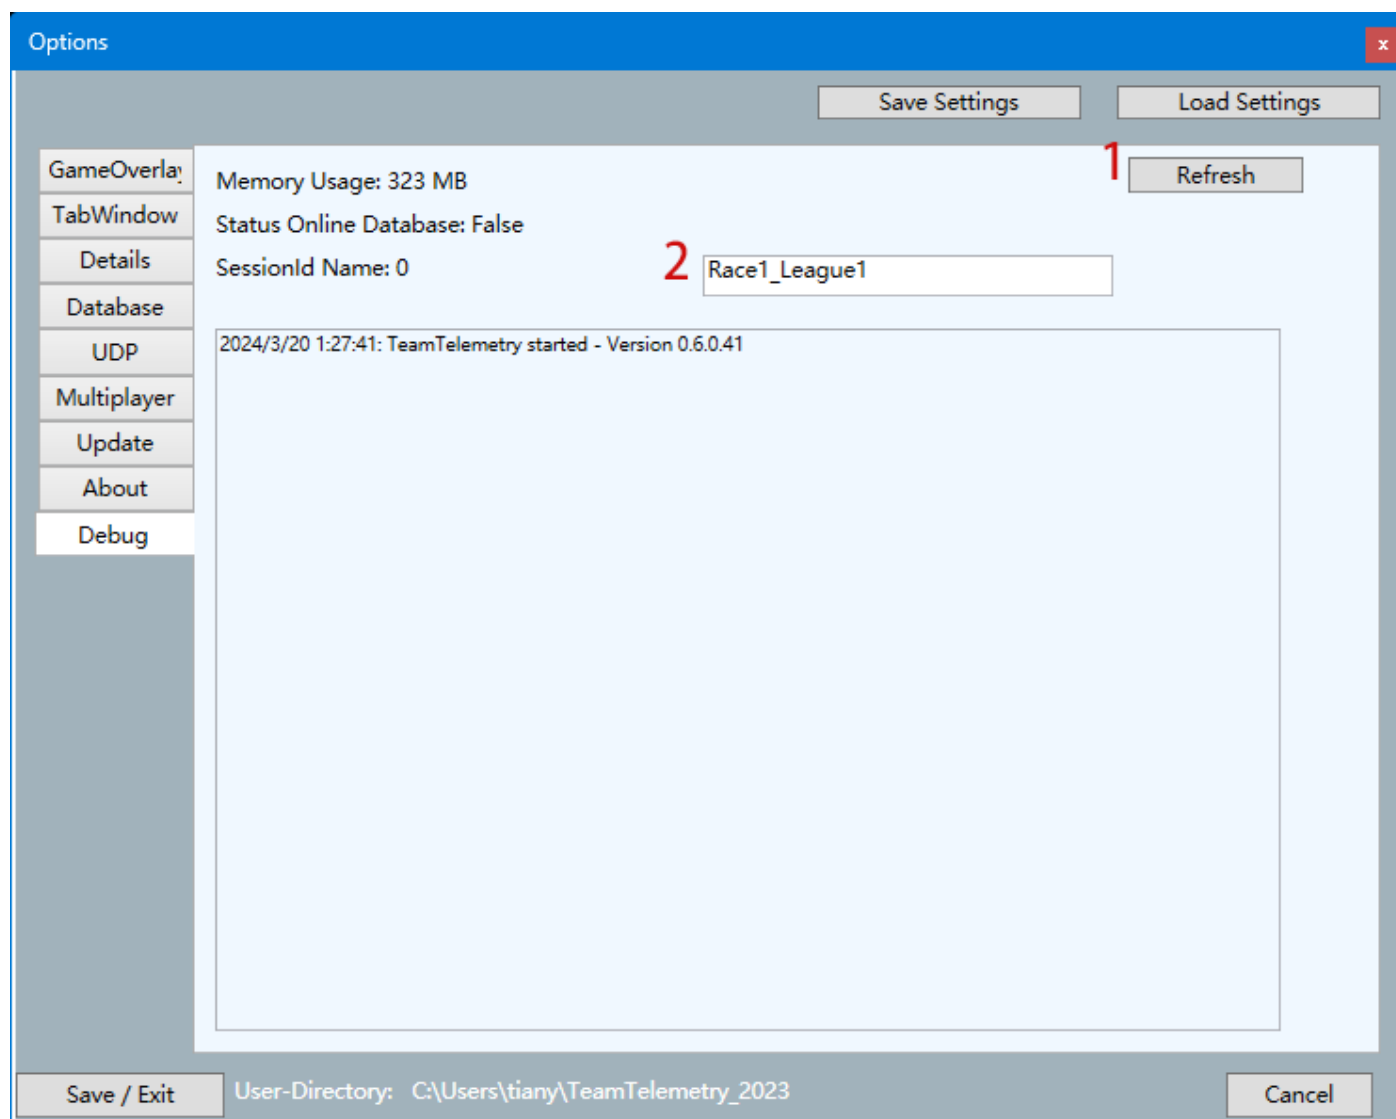 Options
x
Save Settings
Load Settings
GameOverlay
TabWindow
Details
Database
UDP
Multiplayer
Update
About
Debug
1
Refresh
Memory Usage: 323 MB
Status Online Database: False
SessionId Name: 0
2
Race1_League1
2024/3/20 1:27:41: TeamTelemetry started - Version 0.6.0.41
Save / Exit
User-Directory: C:\Users\tiany\TeamTelemetry_2023
Cancel